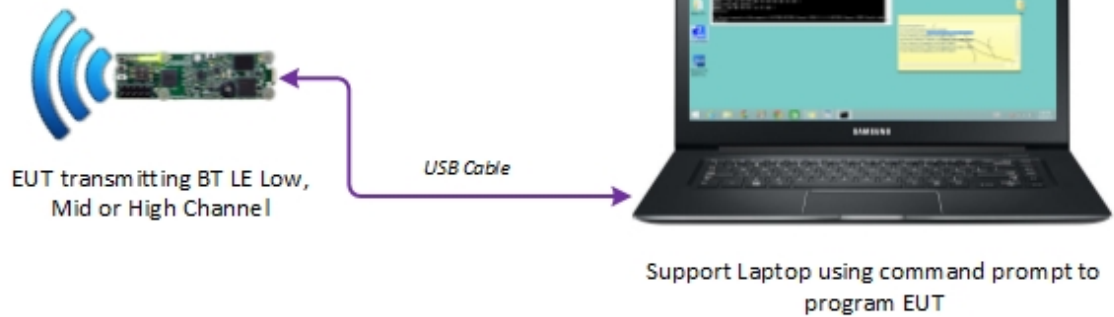 SAMSUNG
USB Cable
EUT transmitting BT LE Low,
Mid or High Channel
Support Laptop using command prompt to
program EUT